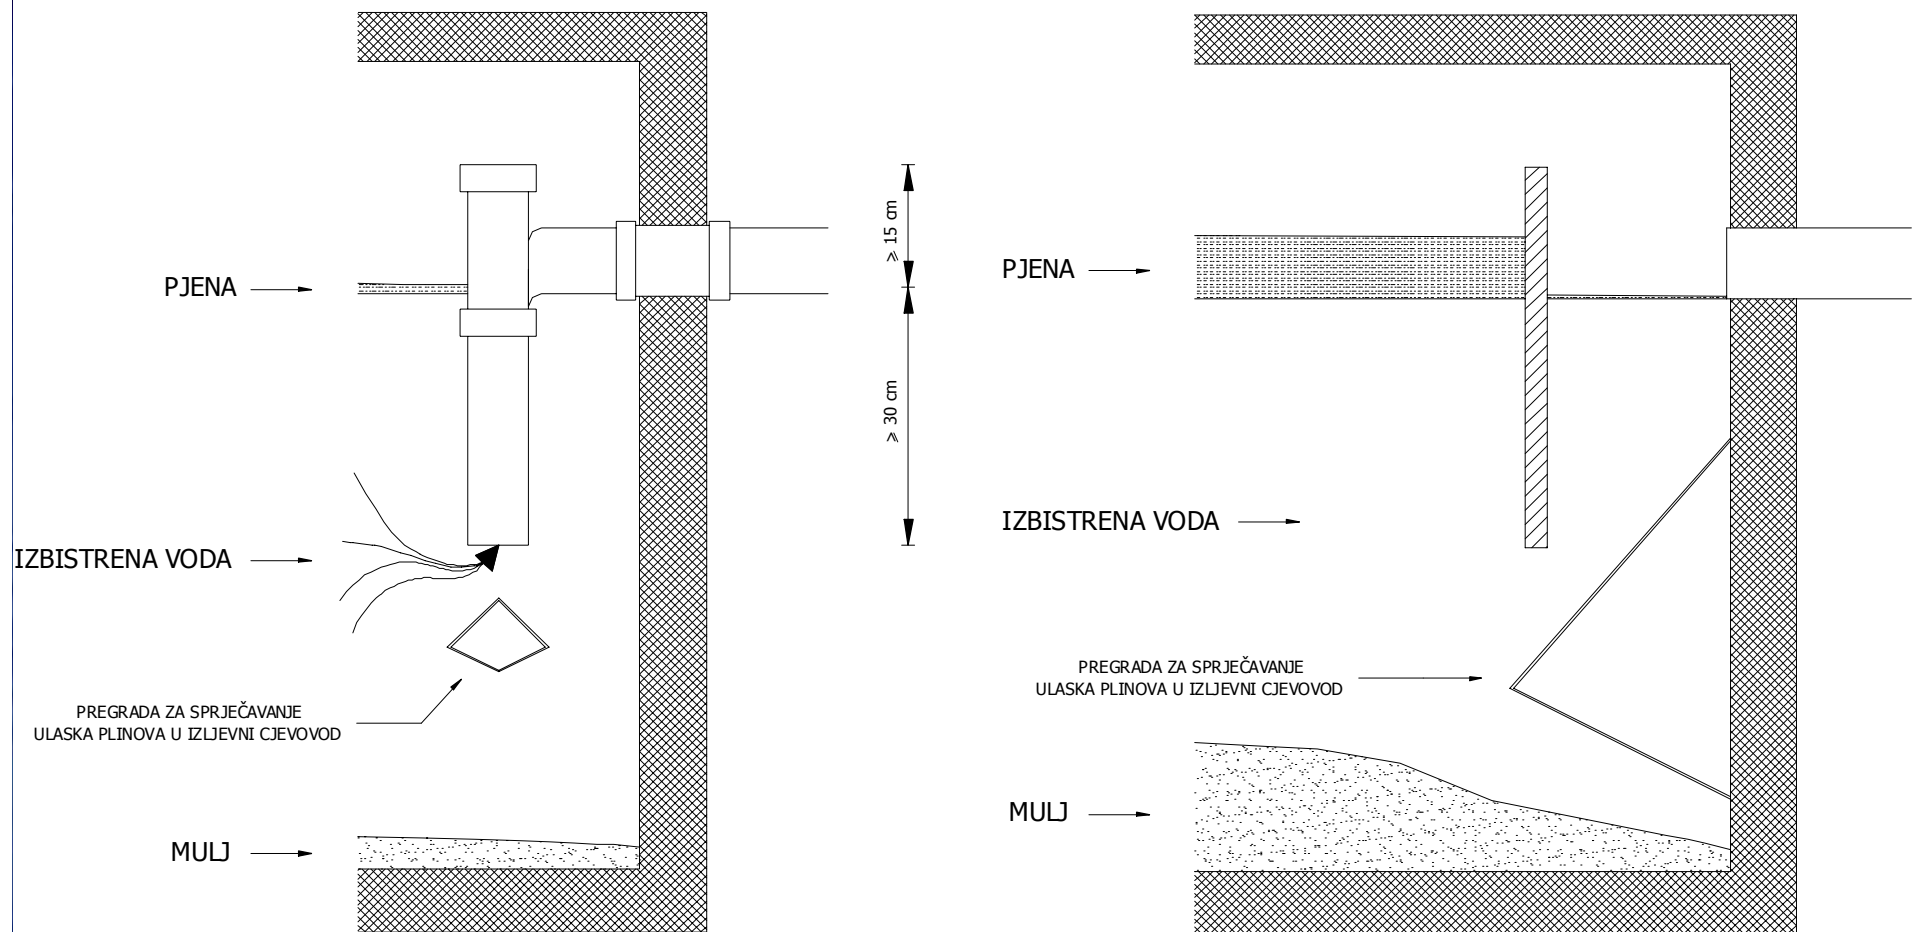 PJENA
IZBISTRENA VODA
PREGRADA ZA SPRJEČAVANJE
ULASKA PLINOVA U IZLJEVNI CJEVOVOD
MULJ
⩾ 15 cm
⩾ 30 cm
PJENA
IZBISTRENA VODA
PREGRADA ZA SPRJEČAVANJE
ULASKA PLINOVA U IZLJEVNI CJEVOVOD
MULJ